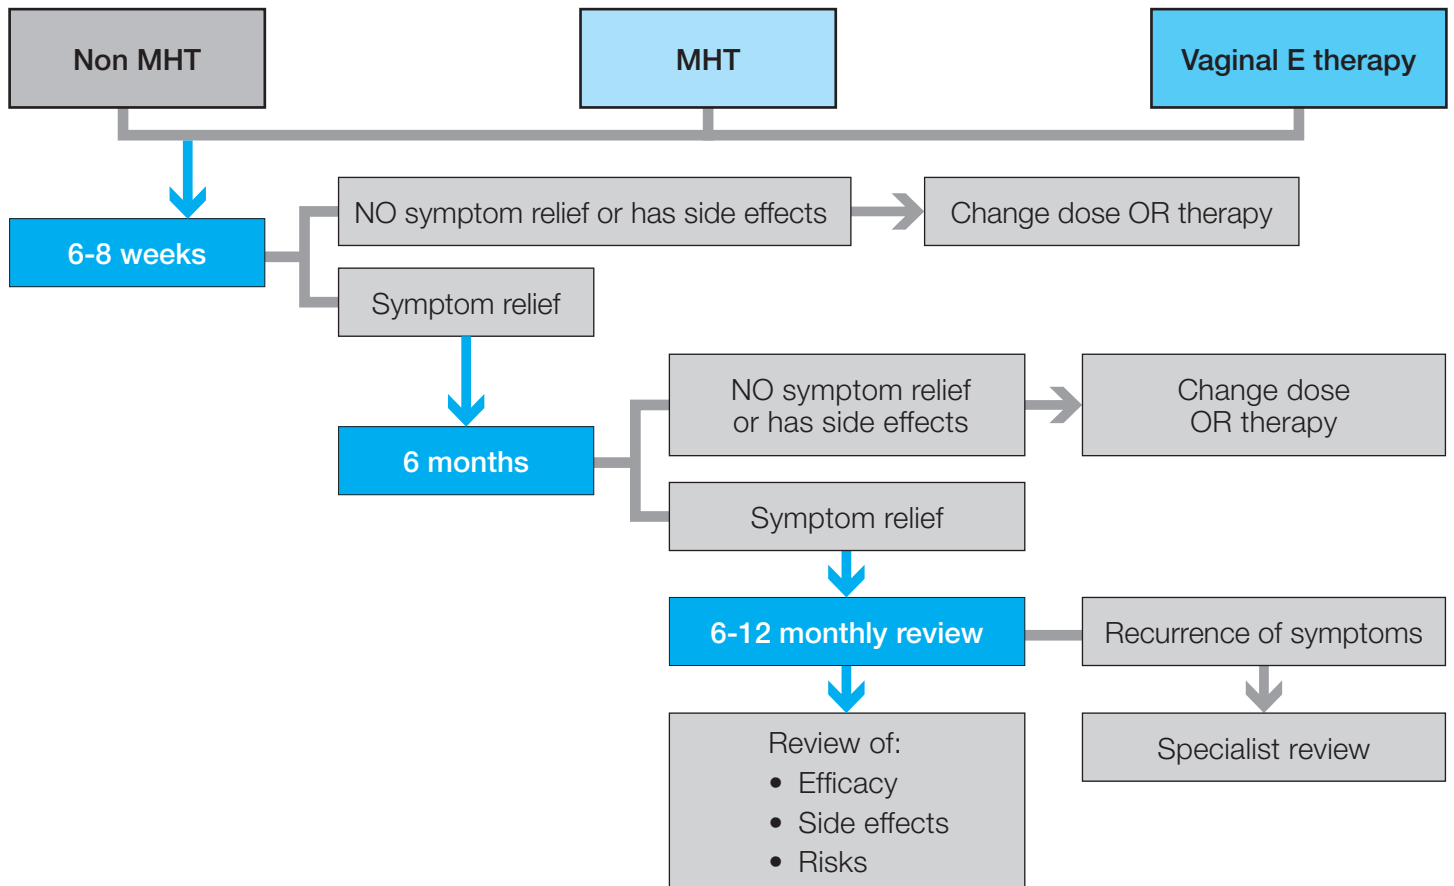 Non MHT
MHT
Vaginal E therapy
NO symptom relief or has side effects
Change dose OR therapy
6-8 weeks
Symptom relief
NO symptom relief
or has side effects
Change dose
OR therapy
6 months
Symptom relief
6-12 monthly review
Recurrence of symptoms
Review of:
• Efficacy
• Side effects
• Risks
Specialist review